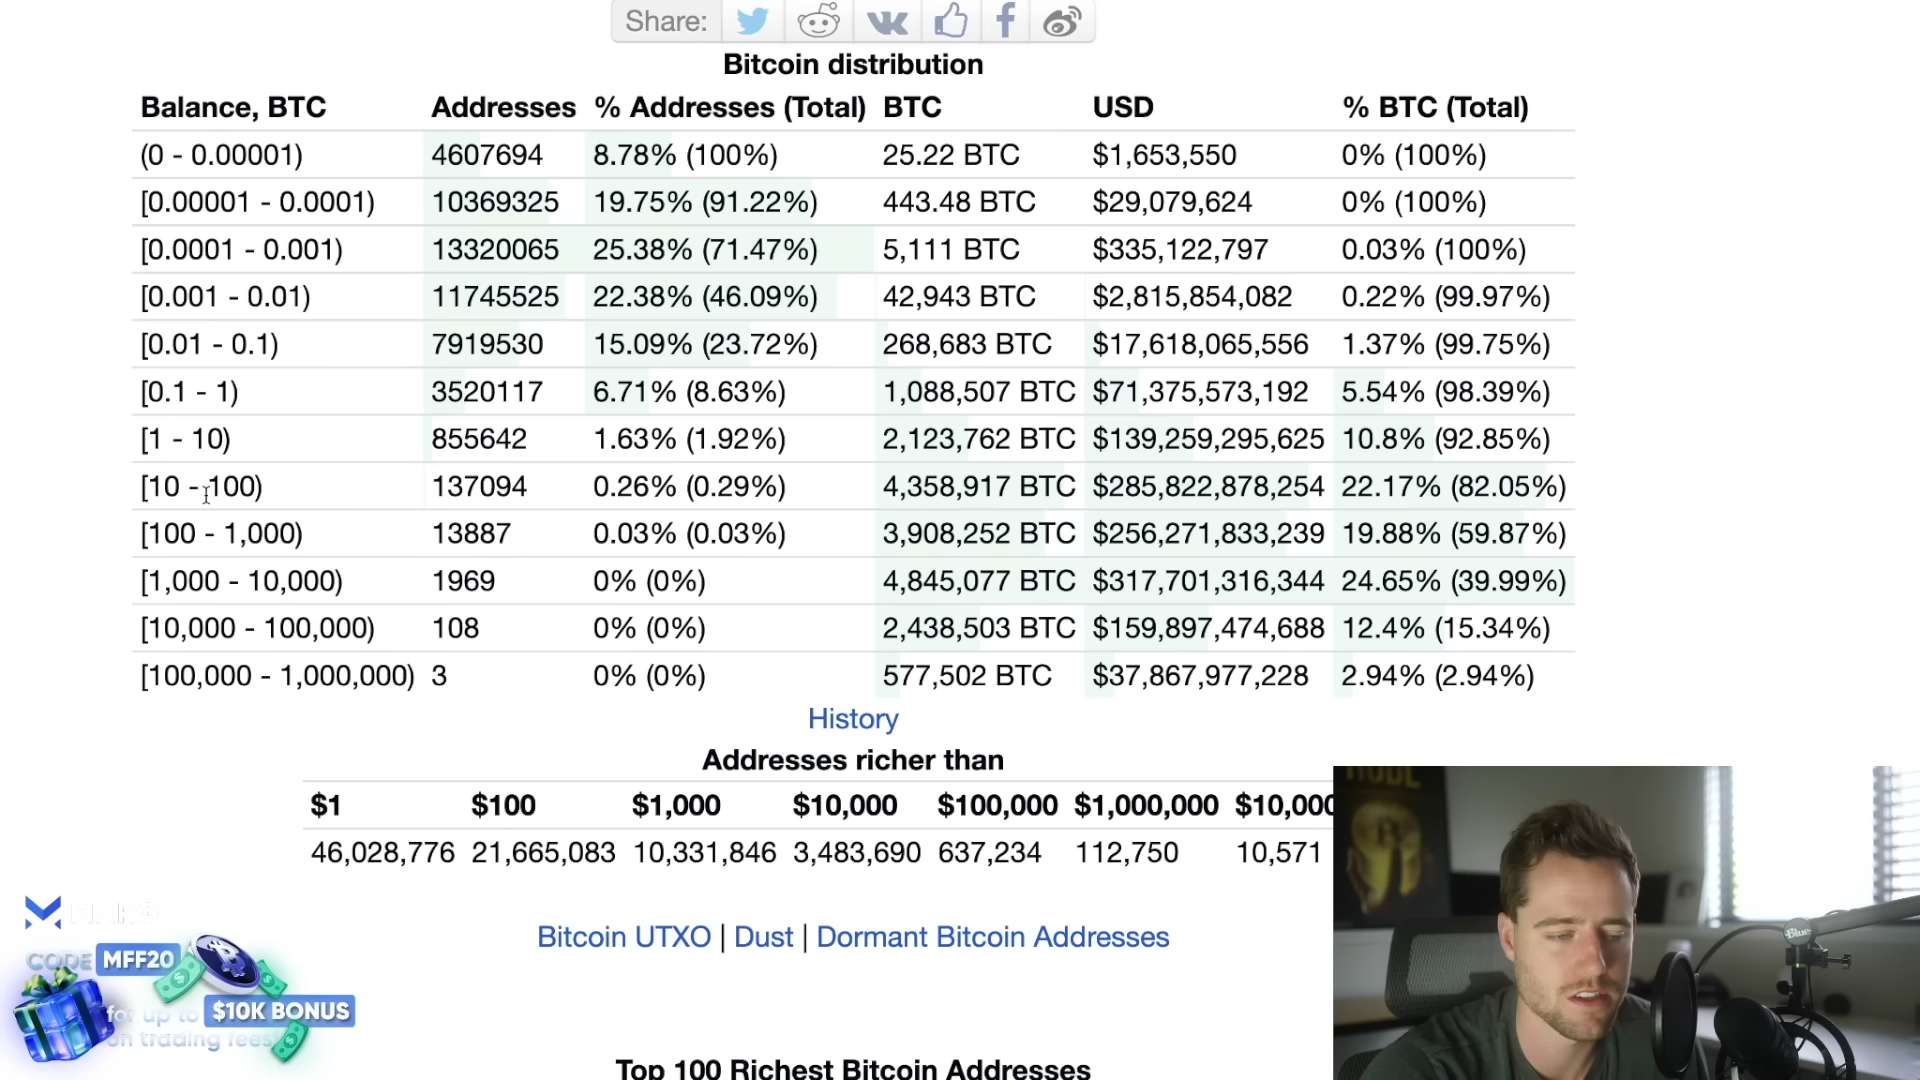 Share:
Bitcoin distribution
Balance, BTC Addresses % Addresses (Total) BTC USD % BTC (Total)
(0 - 0.00001) 4607694 8.78% (100%) 25.22 BTC $1,653,550 0% (100%)
[0.00001 - 0.0001) 10369325 19.75% (91.22%) 443.48 BTC $29,079,624 0% (100%)
[0.0001 - 0.001) 13320065 25.38% (71.47%) 5,111 BTC $335,122,797 0.03% (100%)
[0.001 - 0.01) 11745525 22.38% (46.09%) 42,943 BTC $2,815,854,082 0.22% (99.97%)
[0.01 - 0.1) 7919530 15.09% (23.72%) 268,683 BTC $17,618,065,556 1.37% (99.75%)
[0.1 - 1) 3520117 6.71% (8.63%) 1,088,507 BTC $71,375,573,192 5.54% (98.39%)
[1 - 10) 855642 1.63% (1.92%) 2,123,762 BTC $139,259,295,625 10.8% (92.85%)
[10 - 100) 137094 0.26% (0.29%) 4,358,917 BTC $285,822,878,254 22.17% (82.05%)
[100 - 1,000) 13887 0.03% (0.03%) 3,908,252 BTC $256,271,833,239 19.88% (59.87%)
[1,000 - 10,000) 1969 0% (0%) 4,845,077 BTC $317,701,316,344 24.65% (39.99%)
[10,000 - 100,000) 108 0% (0%) 2,438,503 BTC $159,897,474,688 12.4% (15.34%)
[100,000 - 1,000,000) 3 0% (0%) 577,502 BTC $37,867,977,228 2.94% (2.94%)
History
Addresses richer than
$1 $100 $1,000 $10,000 $100,000 $1,000,000 $10,000
46,028,776 21,665,083 10,331,846 3,483,690 637,234 112,750 10,571
Bitcoin UTXO | Dust | Dormant Bitcoin Addresses
CODE MFF20
for up to $10K BONUS
on trading fees
Top 100 Richest Bitcoin Addresses
HODL
Blue